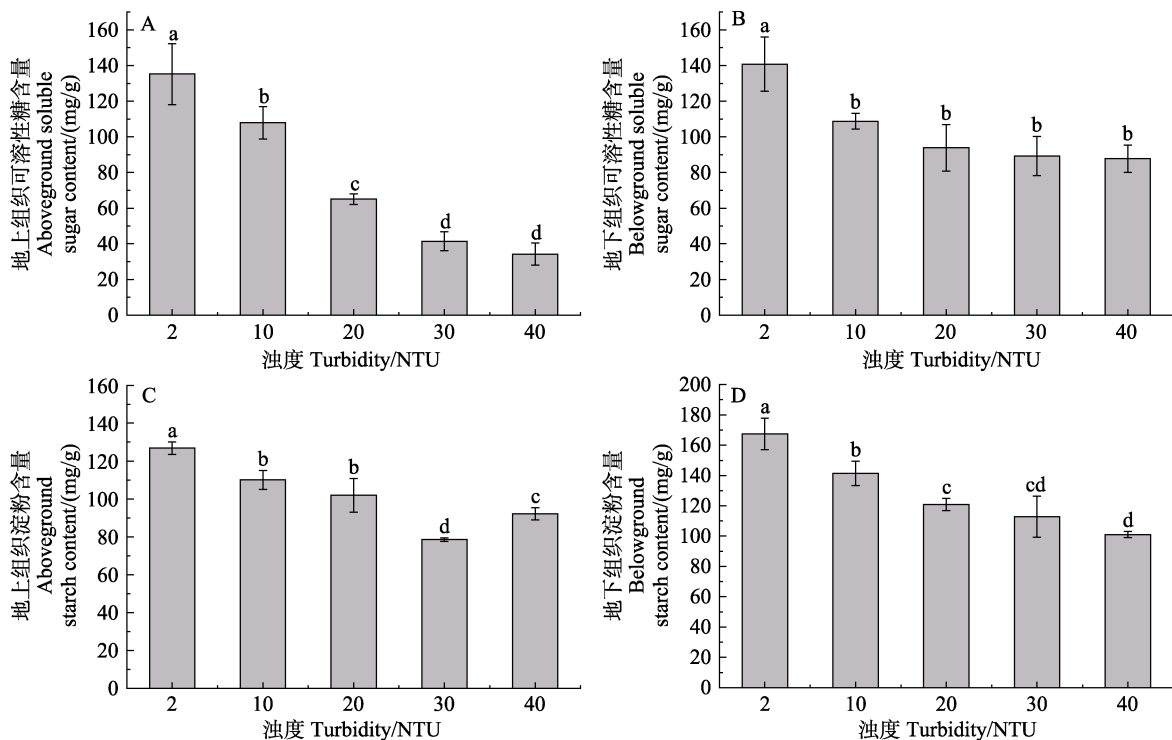 A
160
140
120
100
80
60
40
20
0
a
b
c
d
d
2
10
20
30
40
地上组织可溶性糖含量
Aboveground soluble
sugar content/(mg/g)
浊度 Turbidity/NTU
B
160
140
120
100
80
60
40
20
0
a
b
b
b
b
2
10
20
30
40
地下组织可溶性糖含量
Belowground soluble
sugar content/(mg/g)
浊度 Turbidity/NTU
C
160
140
120
100
80
60
40
20
0
a
b
b
d
c
2
10
20
30
40
地上组织淀粉含量
Aboveground
starch content/(mg/g)
浊度 Turbidity/NTU
D
200
180
160
140
120
100
80
60
40
20
0
a
b
c
cd
d
2
10
20
30
40
地下组织淀粉含量
Belowground
starch content/(mg/g)
浊度 Turbidity/NTU